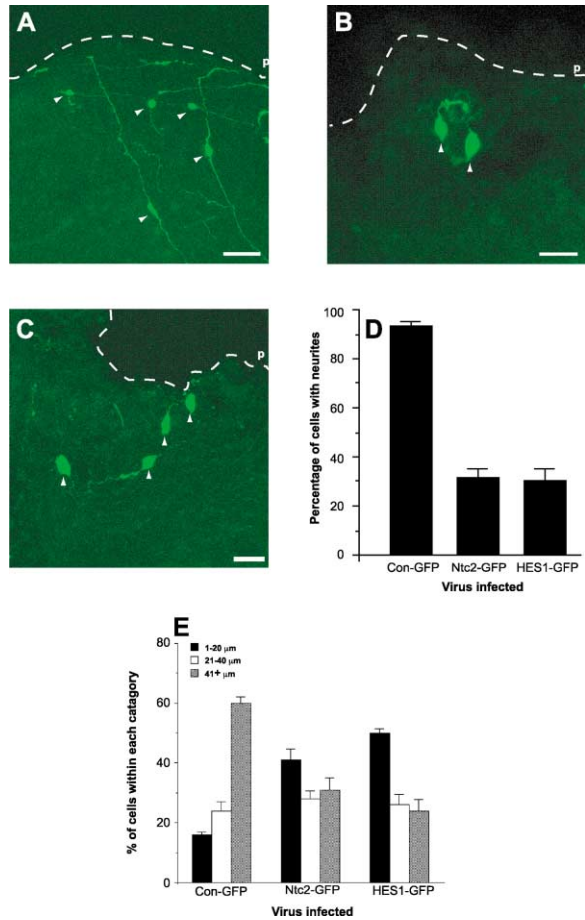 A
p
B
p
C
p
D
100
80
60
40
20
0
Percentage of cells with neurites
Con-GFP Ntc2-GFP HES1-GFP
Virus infected
E
1-20 µm
21-40 µm
41+ µm
80
60
40
20
0
% of cells within each catagory
Con-GFP Ntc2-GFP HES1-GFP
Virus infected